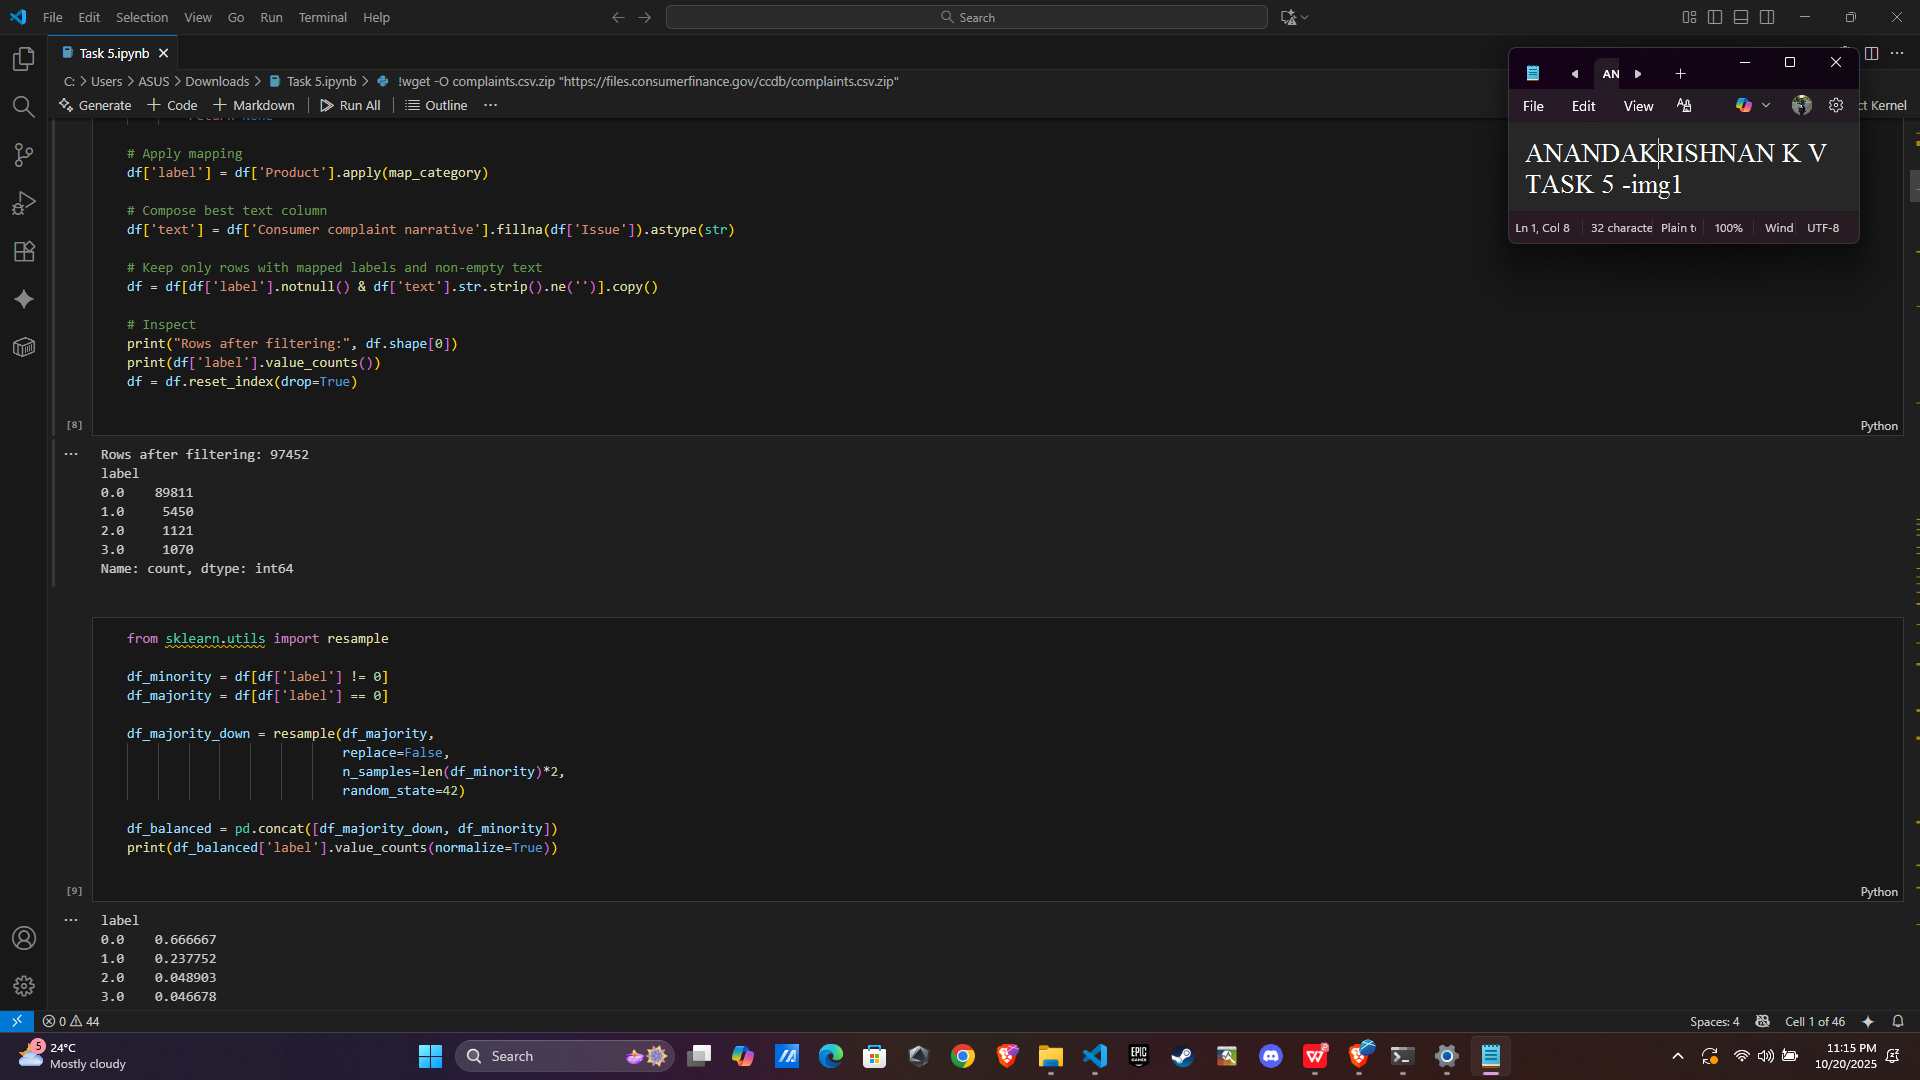 File Edit Selection View Go Run Terminal Help
Search
Task 5.ipynb
C: > Users > ASUS > Downloads > Task 5.ipynb > !wget -O complaints.csv.zip "https://files.consumerfinance.gov/ccdb/complaints.csv.zip"
Generate + Code + Markdown Run All Outline ...
ct Kernel
AN
File Edit View
ANANDAKRISHNAN K V
TASK 5 -img1
Ln 1, Col 8 32 characte Plain t 100% Wind UTF-8
# Apply mapping
df['label'] = df['Product'].apply(map_category)
# Compose best text column
df['text'] = df['Consumer complaint narrative'].fillna(df['Issue']).astype(str)
# Keep only rows with mapped labels and non-empty text
df = df[df['label'].notnull() & df['text'].str.strip().ne('')].copy()
# Inspect
print("Rows after filtering:", df.shape[0])
print(df['label'].value_counts())
df = df.reset_index(drop=True)
[8]
Python
... Rows after filtering: 97452
label
0.0 89811
1.0 5450
2.0 1121
3.0 1070
Name: count, dtype: int64
from sklearn.utils import resample
df_minority = df[df['label'] != 0]
df_majority = df[df['label'] == 0]
df_majority_down = resample(df_majority,
replace=False,
n_samples=len(df_minority)*2,
random_state=42)
df_balanced = pd.concat([df_majority_down, df_minority])
print(df_balanced['label'].value_counts(normalize=True))
[9]
Python
... label
0.0 0.666667
1.0 0.237752
2.0 0.048903
3.0 0.046678
0 44
Spaces: 4 Cell 1 of 46
5
24°C
Mostly cloudy
Search
EPIC GAMES
11:15 PM
10/20/2025